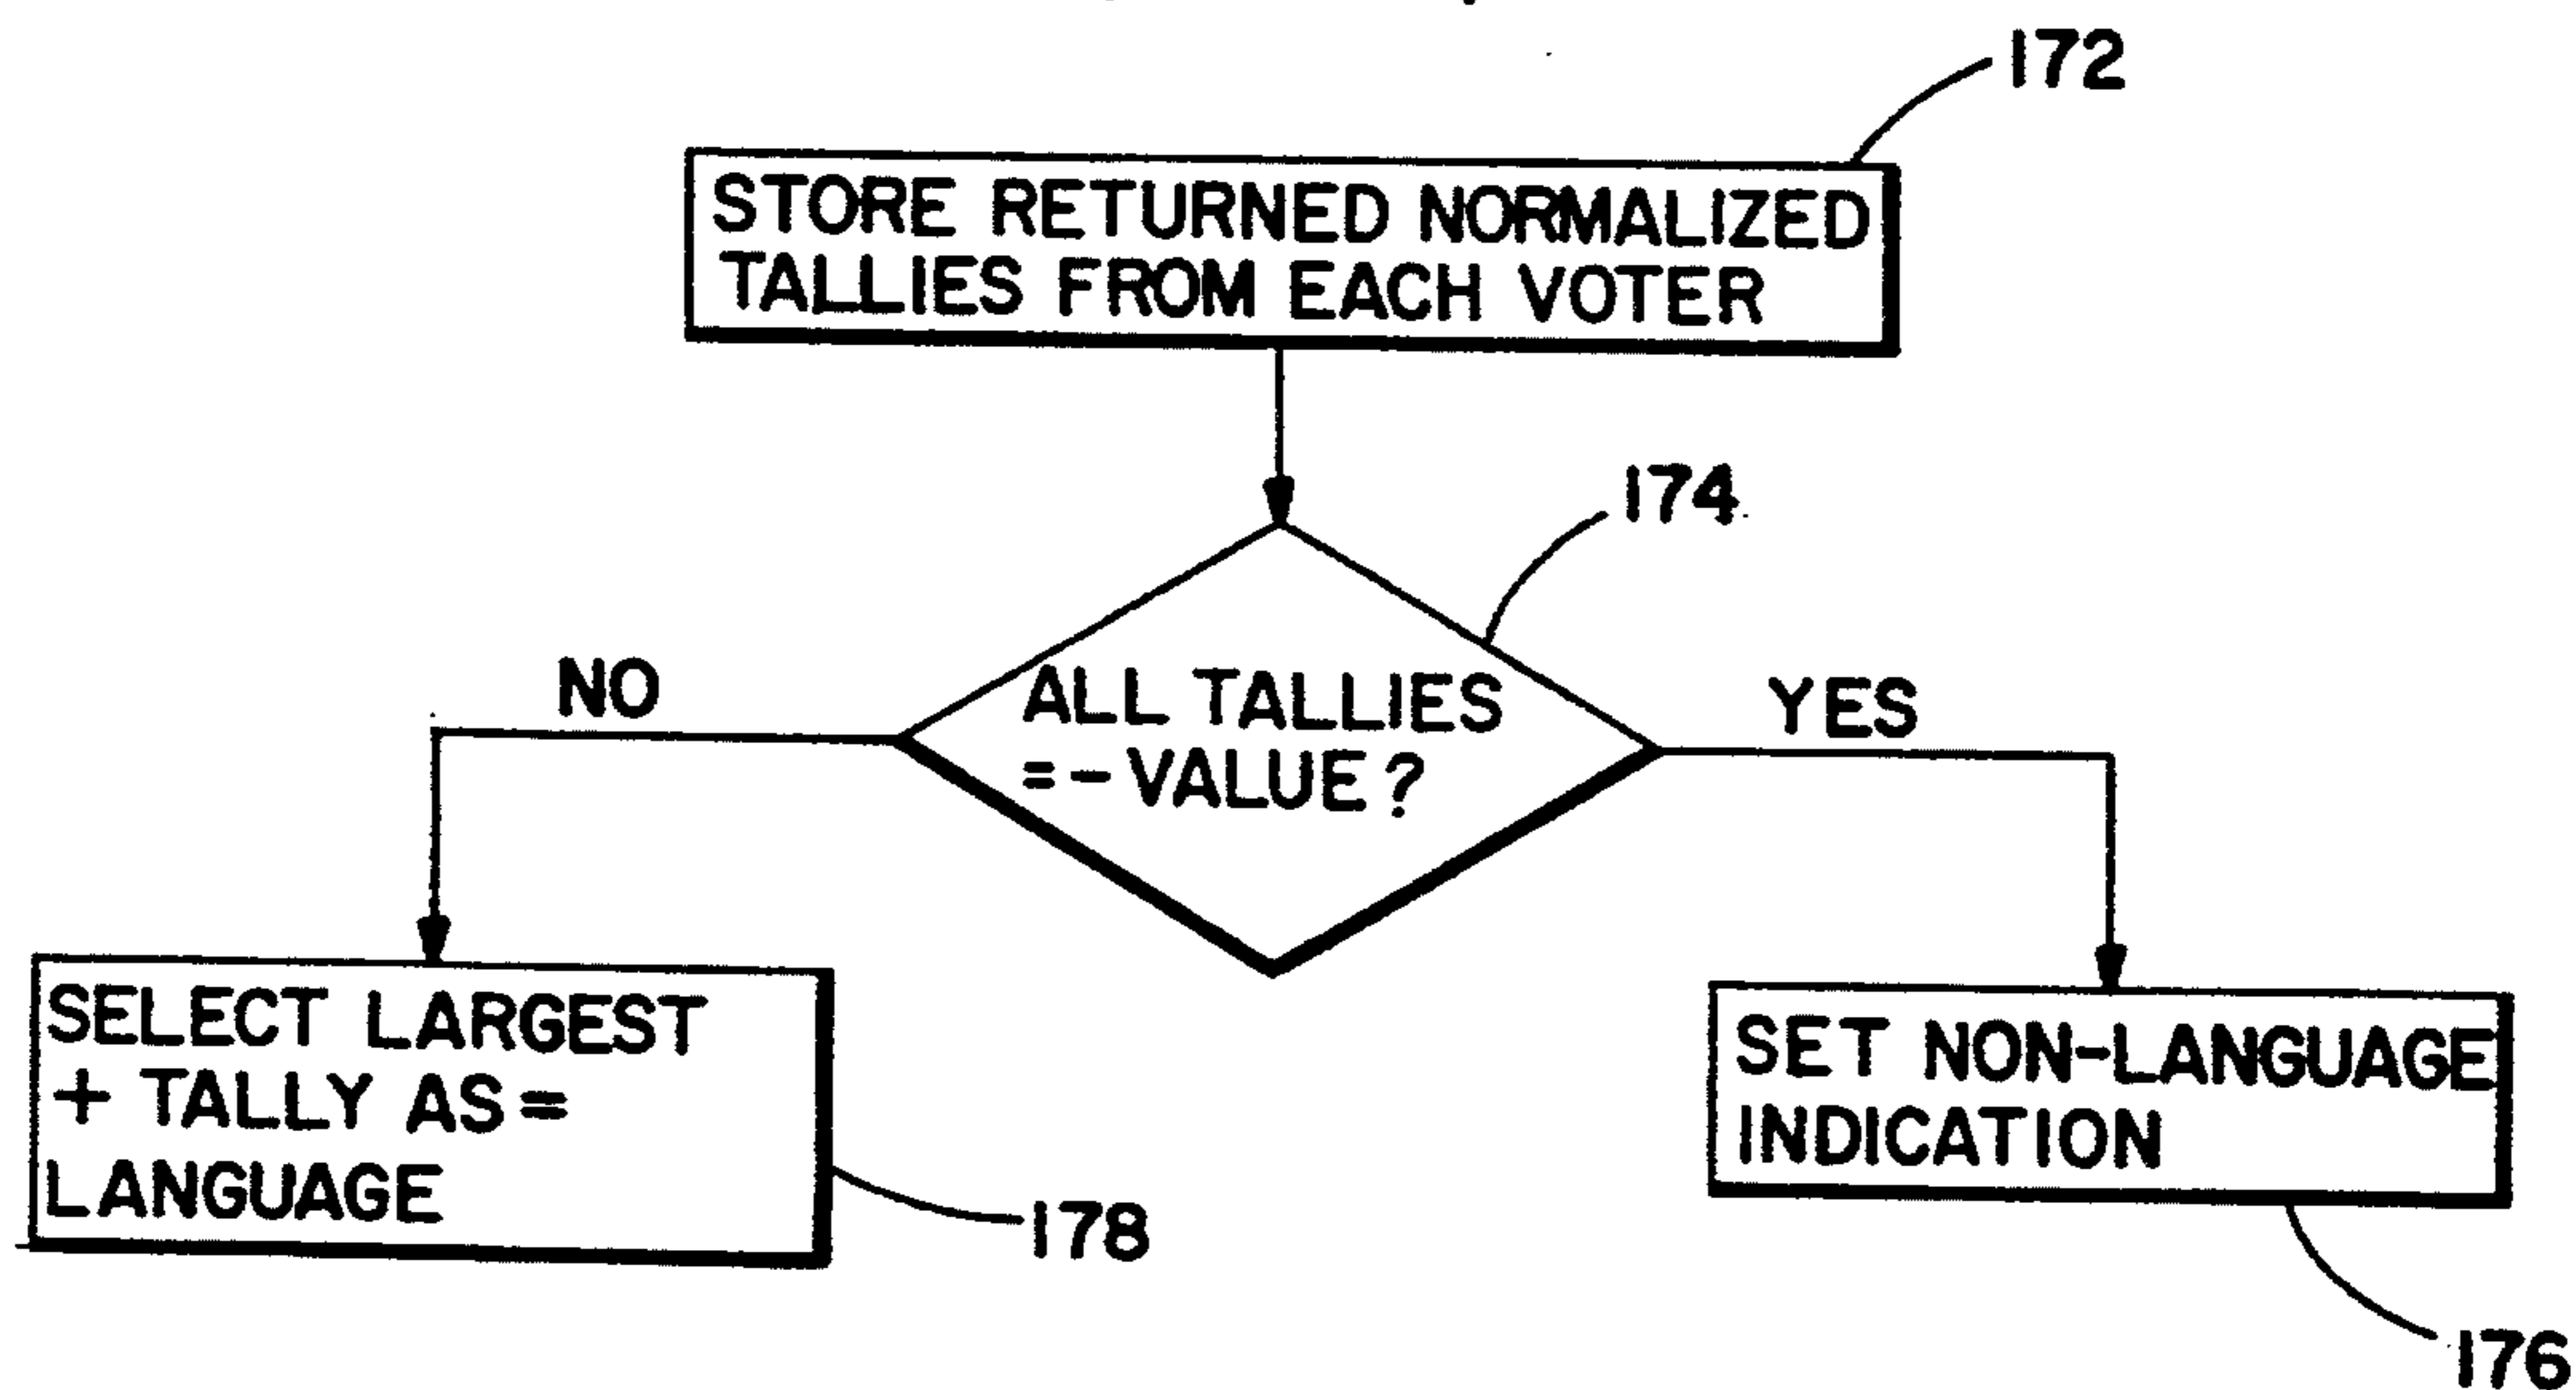 172
STORE RETURNED NORMALIZED
TALLIES FROM EACH VOTER
174
NO
ALL TALLIES
=-VALUE?
YES
SELECT LARGEST
+ TALLY AS=
LANGUAGE
178
SET NON-LANGUAGE
INDICATION
176